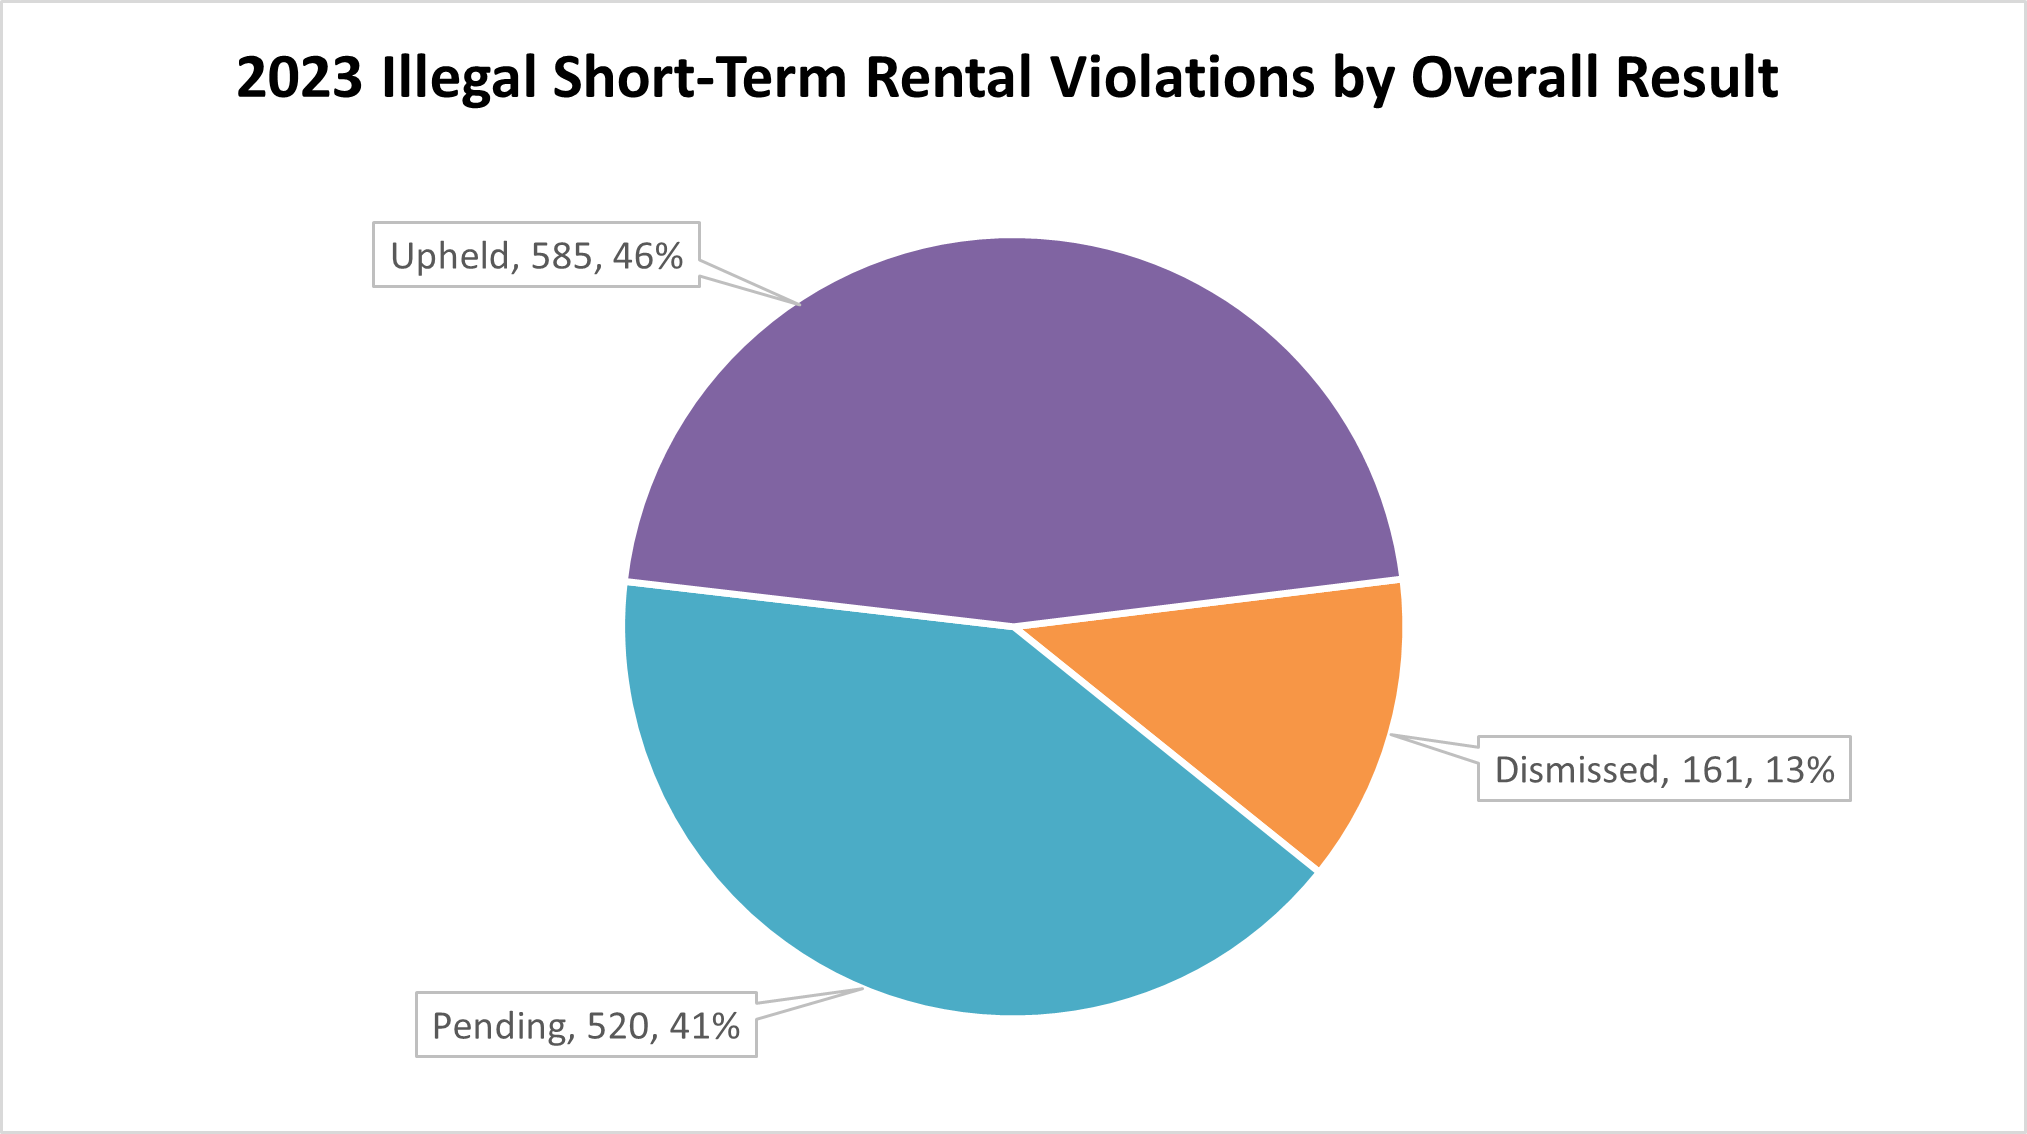 2023 Illegal Short-Term Rental Violations by Overall Result
Upheld, 585, 46%
Dismissed, 161, 13%
Pending, 520, 41%